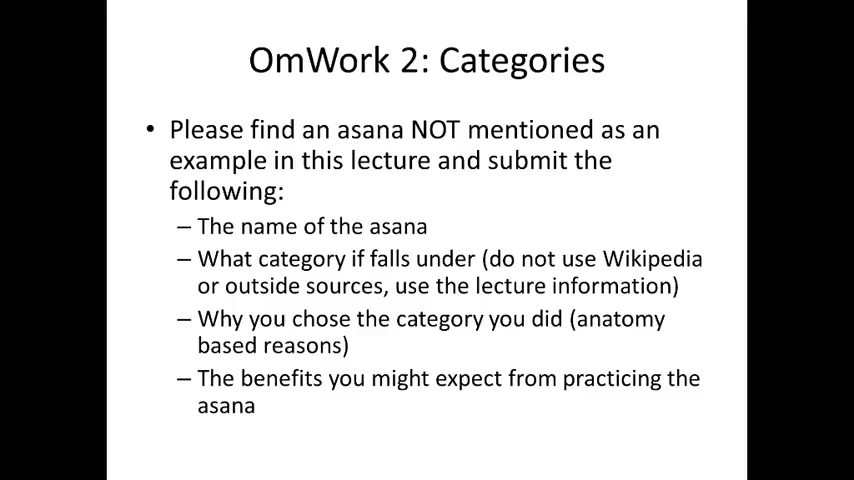 OmWork 2: Categories
• Please find an asana NOT mentioned as an
example in this lecture and submit the
following:
– The name of the asana
– What category if falls under (do not use Wikipedia
or outside sources, use the lecture information)
– Why you chose the category you did (anatomy
based reasons)
– The benefits you might expect from practicing the
asana